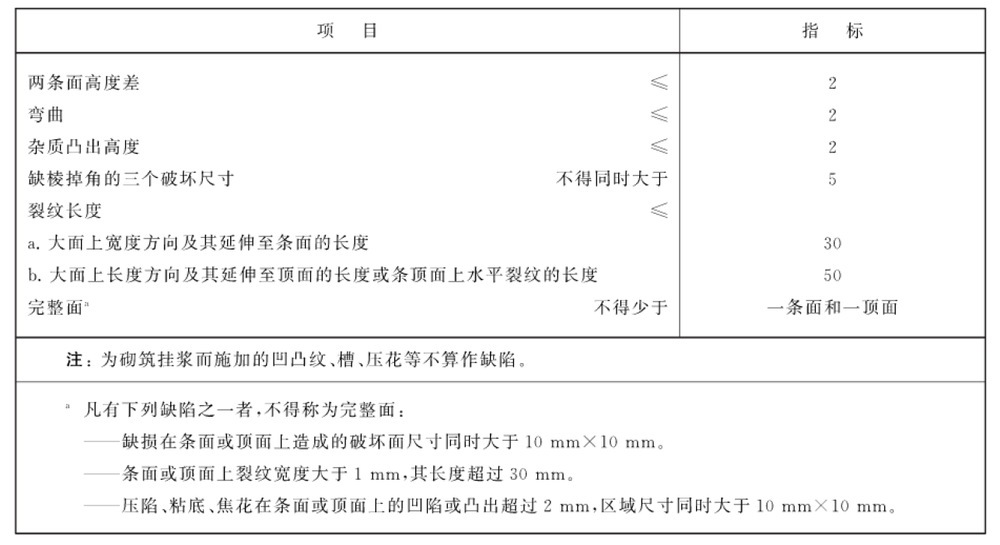 项 目 指 标
两条面高度差 ≤ 2
弯曲 ≤ 2
杂质凸出高度 ≤ 2
缺棱掉角的三个破坏尺寸 不得同时大于 5
裂纹长度 ≤
a. 大面上宽度方向及其延伸至条面的长度 30
b. 大面上长度方向及其延伸至顶面的长度或条顶面上水平裂纹的长度 50
完整面ᵃ 不得少于 一条面和一顶面
注：为砌筑挂浆而施加的凹凸纹、槽、压花等不算作缺陷。
ᵃ 凡有下列缺陷之一者,不得称为完整面：
——缺损在条面或顶面上造成的破坏面尺寸同时大于 10 mm×10 mm。
——条面或顶面上裂纹宽度大于 1 mm,其长度超过 30 mm。
——压陷、粘底、焦花在条面或顶面上的凹陷或凸出超过 2 mm,区域尺寸同时大于 10 mm×10 mm。